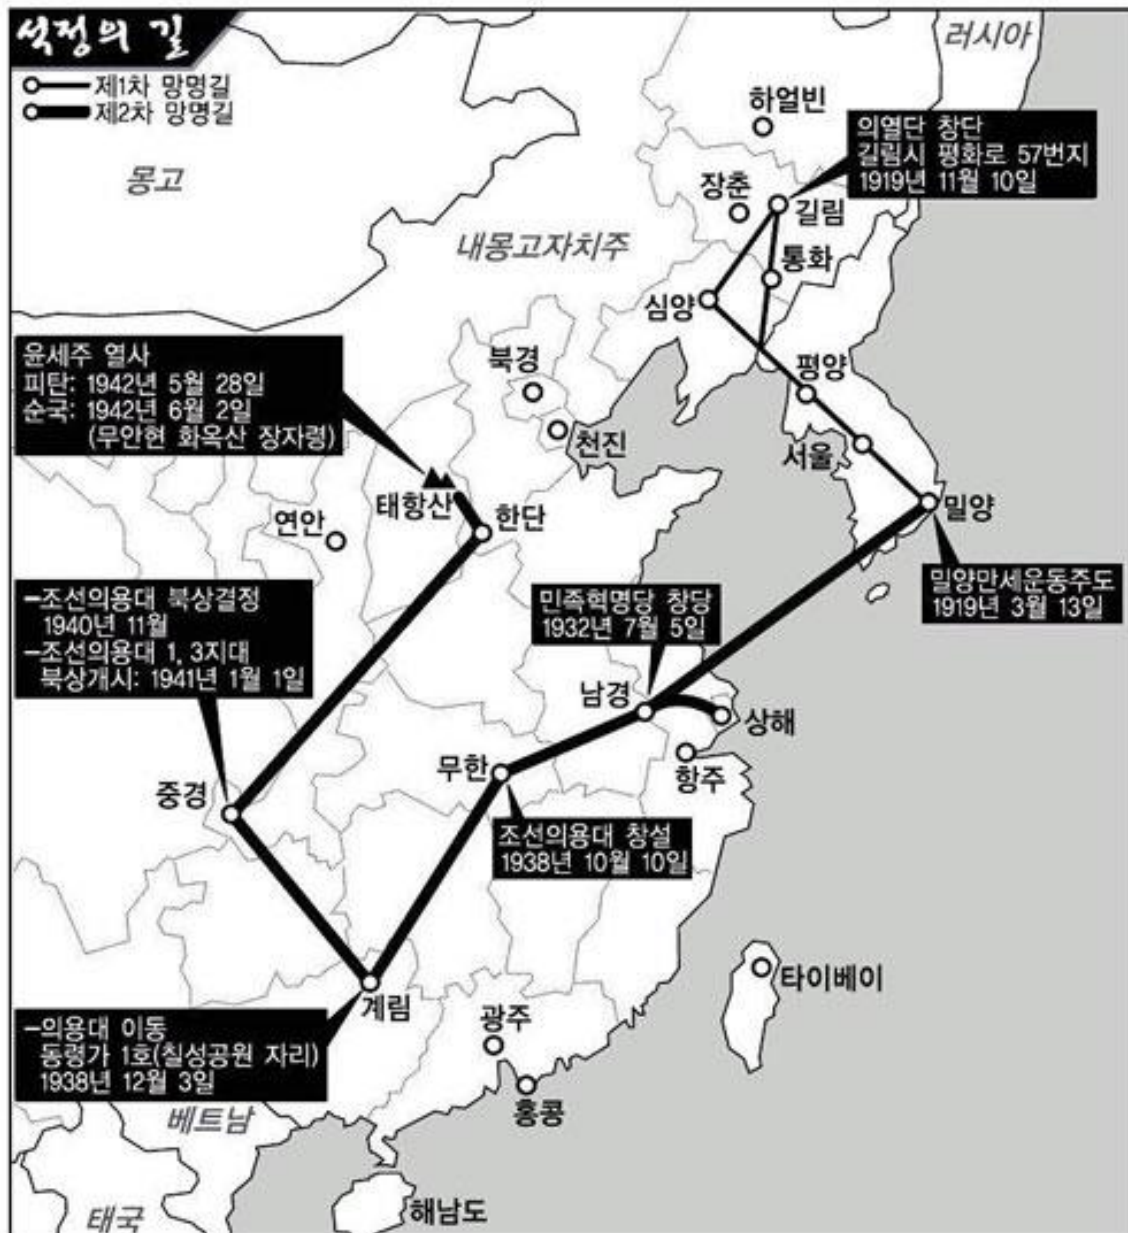 석정의 길
제1차 망명길
제2차 망명길
러시아
하얼빈
의열단 창단
길림시 평화로 57번지
1919년 11월 10일
몽고
장춘
길림
내몽고자치주
통화
심양
윤세주 열사
피탄: 1942년 5월 28일
순국: 1942년 6월 2일
(무안현 화옥산 장자령)
북경
평양
천진
서울
태항산
한단
밀양
연안
밀양만세운동주도
1919년 3월 13일
–조선의용대 북상결정
1940년 11월
–조선의용대 1, 3지대
북상개시: 1941년 1월 1일
민족혁명당 창당
1932년 7월 5일
남경
상해
무한
항주
중경
조선의용대 창설
1938년 10월 10일
타이베이
계림
광주
–의용대 이동
동령가 1호(칠성공원 자리)
1938년 12월 3일
홍콩
베트남
해남도
태국